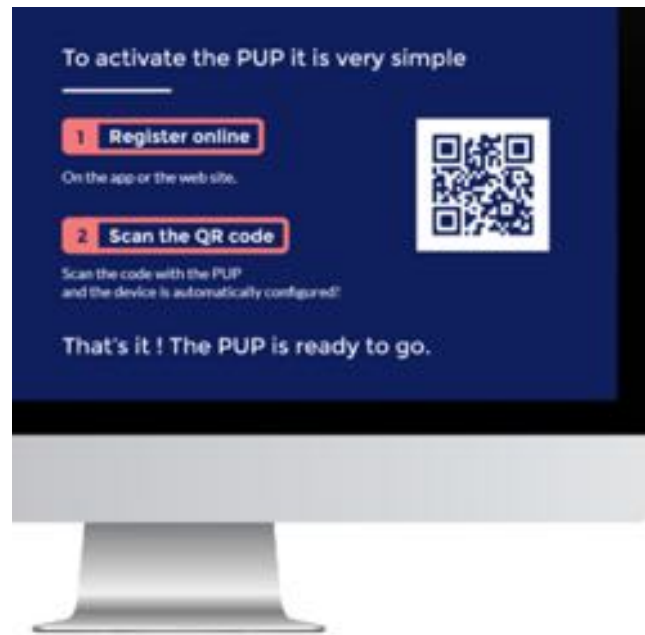 To activate the PUP it is very simple
1 Register online
On the app or the web site.
2 Scan the QR code
Scan the code with the PUP
and the device is automatically configured!
That's it ! The PUP is ready to go.